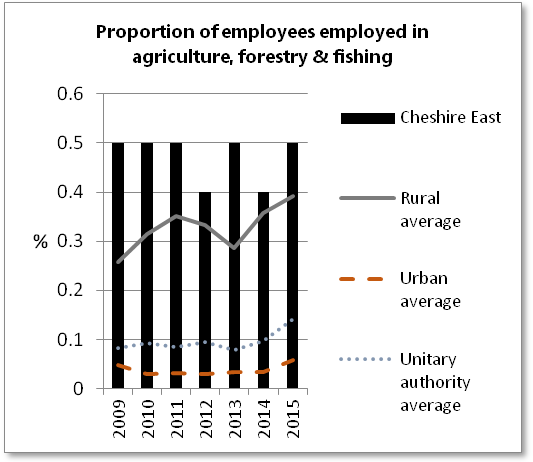 Proportion of employees employed in
agriculture, forestry & fishing
0.6
0.5
0.4
0.3
0.2
0.1
0
%
2009
2010
2011
2012
2013
2014
2015
Cheshire East
Rural
average
Urban
average
Unitary
authority
average